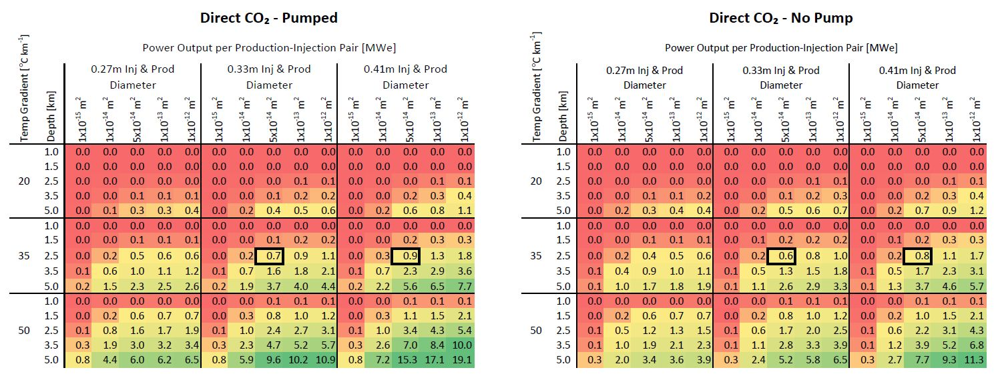 Direct CO₂ - Pumped
Power Output per Production-Injection Pair [MWe]
Temp Gradient [°C km⁻¹]
Depth [km]
0.27m Inj & Prod Diameter
0.33m Inj & Prod Diameter
0.41m Inj & Prod Diameter
1x10⁻¹⁵ m² 1x10⁻¹⁴ m² 5x10⁻¹⁴ m² 1x10⁻¹³ m² 1x10⁻¹² m² 1x10⁻¹⁵ m² 1x10⁻¹⁴ m² 5x10⁻¹⁴ m² 1x10⁻¹³ m² 1x10⁻¹² m² 1x10⁻¹⁵ m² 1x10⁻¹⁴ m² 5x10⁻¹⁴ m² 1x10⁻¹³ m² 1x10⁻¹² m²
1.0 0.0 0.0 0.0 0.0 0.0 0.0 0.0 0.0 0.0 0.0 0.0 0.0 0.0 0.0 0.0
1.5 0.0 0.0 0.0 0.0 0.0 0.0 0.0 0.0 0.0 0.0 0.0 0.0 0.0 0.0 0.0
20 2.5 0.0 0.0 0.0 0.0 0.0 0.0 0.0 0.0 0.1 0.1 0.0 0.0 0.0 0.1 0.1
3.5 0.0 0.0 0.1 0.1 0.1 0.0 0.0 0.1 0.2 0.2 0.0 0.0 0.2 0.3 0.4
5.0 0.0 0.1 0.3 0.3 0.4 0.0 0.2 0.4 0.5 0.6 0.0 0.2 0.6 0.8 1.1
1.0 0.0 0.0 0.0 0.0 0.0 0.0 0.0 0.0 0.0 0.0 0.0 0.0 0.0 0.0 0.0
1.5 0.0 0.0 0.1 0.1 0.1 0.0 0.0 0.1 0.2 0.2 0.0 0.0 0.2 0.3 0.3
35 2.5 0.0 0.2 0.5 0.6 0.6 0.0 0.2 0.7 0.9 1.1 0.0 0.3 0.9 1.3 1.8
3.5 0.1 0.6 1.0 1.1 1.2 0.1 0.7 1.6 1.8 2.1 0.1 0.7 2.3 2.9 3.6
5.0 0.2 1.5 2.3 2.5 2.6 0.2 1.9 3.7 4.0 4.4 0.2 2.2 5.6 6.5 7.7
1.0 0.0 0.0 0.0 0.0 0.0 0.0 0.0 0.1 0.1 0.1 0.0 0.0 0.1 0.1 0.1
1.5 0.0 0.2 0.6 0.7 0.7 0.0 0.3 0.8 1.0 1.2 0.0 0.3 1.1 1.5 2.1
50 2.5 0.1 0.8 1.6 1.7 1.9 0.1 1.0 2.4 2.7 3.1 0.1 1.0 3.4 4.3 5.4
3.5 0.3 1.9 3.0 3.2 3.4 0.3 2.3 4.7 5.2 5.7 0.3 2.6 7.0 8.4 10.0
5.0 0.8 4.4 6.0 6.2 6.5 0.8 5.9 9.6 10.2 10.9 0.8 7.2 15.3 17.1 19.1
Direct CO₂ - No Pump
Power Output per Production-Injection Pair [MWe]
Temp Gradient [°C km⁻¹]
Depth [km]
0.27m Inj & Prod Diameter
0.33m Inj & Prod Diameter
0.41m Inj & Prod Diameter
1x10⁻¹⁵ m² 1x10⁻¹⁴ m² 5x10⁻¹⁴ m² 1x10⁻¹³ m² 1x10⁻¹² m² 1x10⁻¹⁵ m² 1x10⁻¹⁴ m² 5x10⁻¹⁴ m² 1x10⁻¹³ m² 1x10⁻¹² m² 1x10⁻¹⁵ m² 1x10⁻¹⁴ m² 5x10⁻¹⁴ m² 1x10⁻¹³ m² 1x10⁻¹² m²
1.0 0.0 0.0 0.0 0.0 0.0 0.0 0.0 0.0 0.0 0.0 0.0 0.0 0.0 0.0 0.0
1.5 0.0 0.0 0.0 0.0 0.0 0.0 0.0 0.0 0.0 0.0 0.0 0.0 0.0 0.0 0.0
20 2.5 0.0 0.0 0.0 0.0 0.0 0.0 0.0 0.0 0.1 0.1 0.0 0.0 0.0 0.1 0.1
3.5 0.0 0.0 0.1 0.1 0.2 0.0 0.0 0.1 0.2 0.3 0.0 0.0 0.2 0.3 0.4
5.0 0.0 0.2 0.3 0.4 0.4 0.0 0.2 0.5 0.6 0.7 0.0 0.2 0.7 0.9 1.2
1.0 0.0 0.0 0.0 0.0 0.0 0.0 0.0 0.0 0.0 0.0 0.0 0.0 0.0 0.0 0.0
1.5 0.0 0.0 0.1 0.1 0.1 0.0 0.1 0.2 0.2 0.2 0.0 0.1 0.2 0.3 0.3
35 2.5 0.0 0.2 0.4 0.5 0.6 0.0 0.2 0.6 0.8 1.0 0.0 0.2 0.8 1.1 1.7
3.5 0.1 0.4 0.9 1.0 1.1 0.1 0.5 1.3 1.5 1.8 0.1 0.5 1.7 2.3 3.1
5.0 0.1 1.0 1.7 1.8 1.9 0.1 1.1 2.6 2.9 3.3 0.1 1.3 3.7 4.6 5.7
1.0 0.0 0.0 0.0 0.0 0.0 0.0 0.0 0.1 0.1 0.1 0.0 0.0 0.1 0.1 0.1
1.5 0.0 0.2 0.6 0.7 0.7 0.0 0.2 0.8 1.0 1.2 0.0 0.2 1.0 1.5 2.1
50 2.5 0.1 0.5 1.2 1.3 1.5 0.1 0.6 1.7 2.0 2.5 0.1 0.6 2.2 3.1 4.3
3.5 0.1 1.0 1.9 2.1 2.3 0.1 1.1 2.8 3.3 3.9 0.1 1.2 3.9 5.2 6.8
5.0 0.3 2.0 3.4 3.6 3.9 0.3 2.4 5.2 5.8 6.5 0.3 2.7 7.7 9.3 11.3